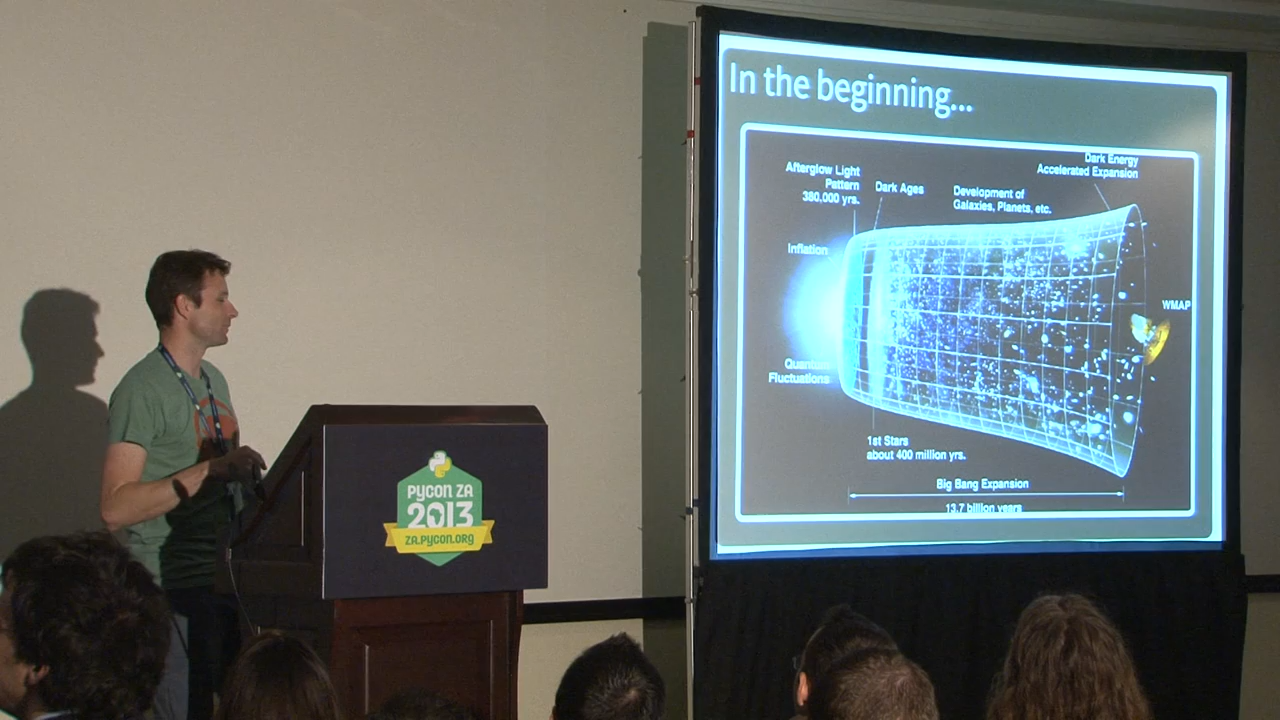 In the beginning...
Dark Energy
Accelerated Expansion
Afterglow Light
Pattern
380,000 yrs.
Dark Ages
Development of
Galaxies, Planets, etc.
Inflation
WMAP
Quantum
Fluctuations
1st Stars
about 400 million yrs.
Big Bang Expansion
13.7 billion years
PYCON ZA
2013
ZA.PYCON.ORG